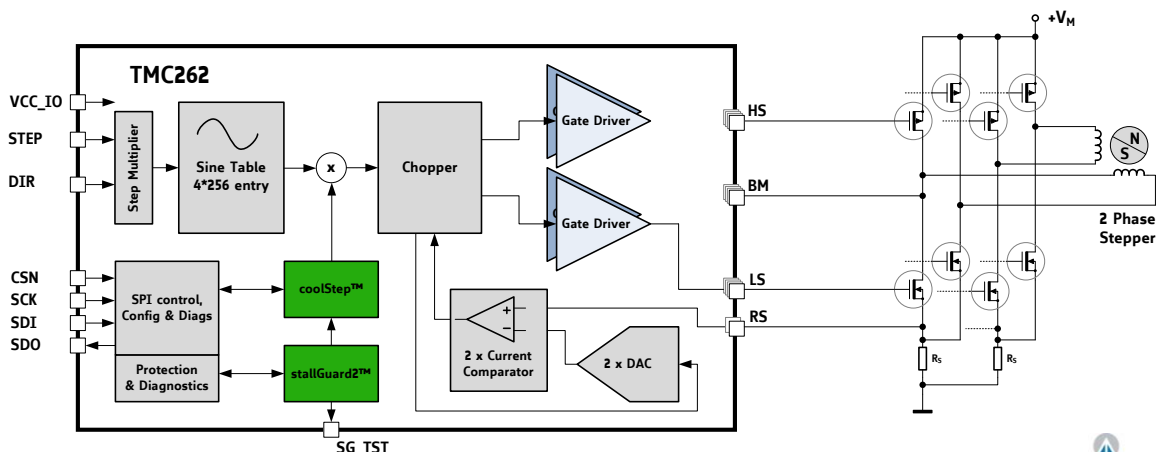 +VM
TMC262
VCC_IO
STEP
DIR
Step Multiplier
Sine Table
4*256 entry
x
Chopper
Gate Driver
Gate Driver
HS
BM
LS
RS
N
S
2 Phase
Stepper
CSN
SCK
SDI
SDO
SPI control,
Config & Diags
Protection
& Diagnostics
coolStep™
stallGuard2™
+
−
2 x Current
Comparator
2 x DAC
RS
RS
SG_TST